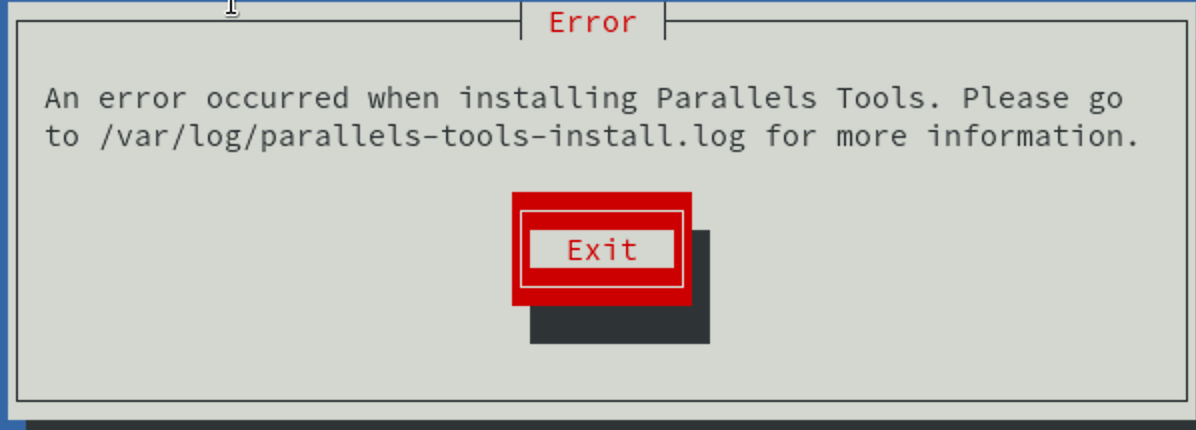 Error
An error occurred when installing Parallels Tools. Please go
to /var/log/parallels-tools-install.log for more information.
Exit